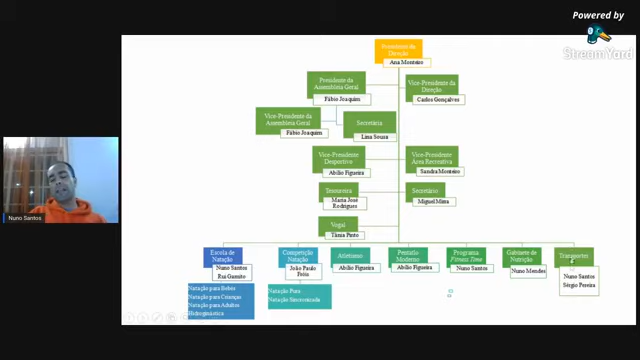 Powered by
StreamYard
Presidente da
Direção
Ana Monteiro
Presidente da
Assembleia Geral
Fábio Joaquim
Vice-Presidente da
Direção
Carlos Gonçalves
Vice-Presidente da
Assembleia Geral
Fábio Joaquim
Secretária
Lina Sousa
Vice-Presidente
Desportivo
Abílio Figueira
Vice-Presidente
Área Recreativa
Sandra Monteiro
Tesoureira
Maria José
Rodrigues
Secretário
Miguel Matta
Vogal
Tânia Pinto
Escola de
Natação
Nuno Santos
Rui Gamito
Natação para Bebés
Natação para Crianças
Natação para Adultos
Hidroginástica
Competição
Natação
João Paulo
Feira
Natação Pura
Natação Sincronizada
Atletismo
Abílio Figueira
Pentatlo
Moderno
Abílio Figueira
Programa
Fitness Time
Nuno Santos
Gabinete de
Nutrição
Nuno Mendes
Transportes
Nuno Santos
Sérgio Pereira
Nuno Santos